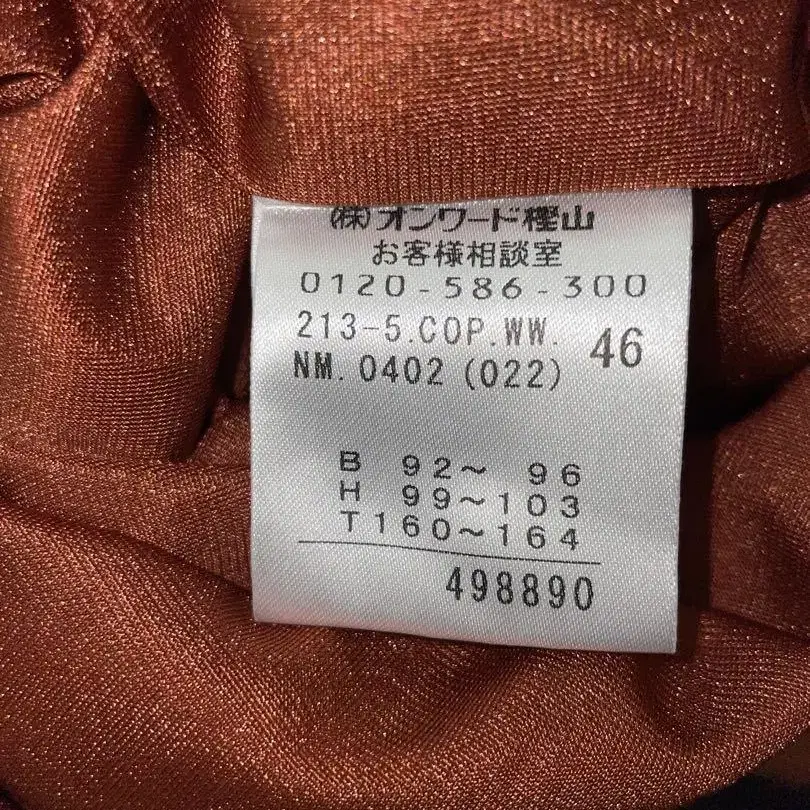 (株)オンワード樫山
お客様相談室
0120-586-300
213-5.COP.WW. 46
NM. 0402 (022)
B 92～ 96
H 99～103
T160～164
498890